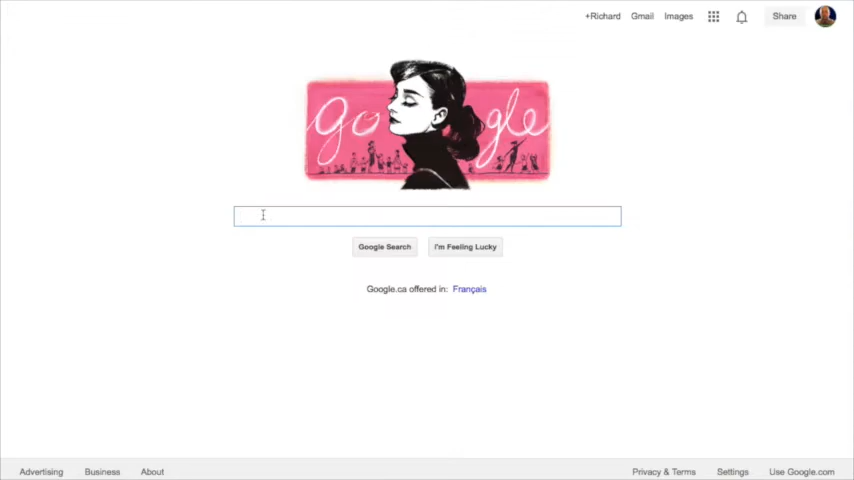 +Richard Gmail Images Share
google
Google Search I'm Feeling Lucky
Google.ca offered in: Français
Advertising Business About Privacy & Terms Settings Use Google.com